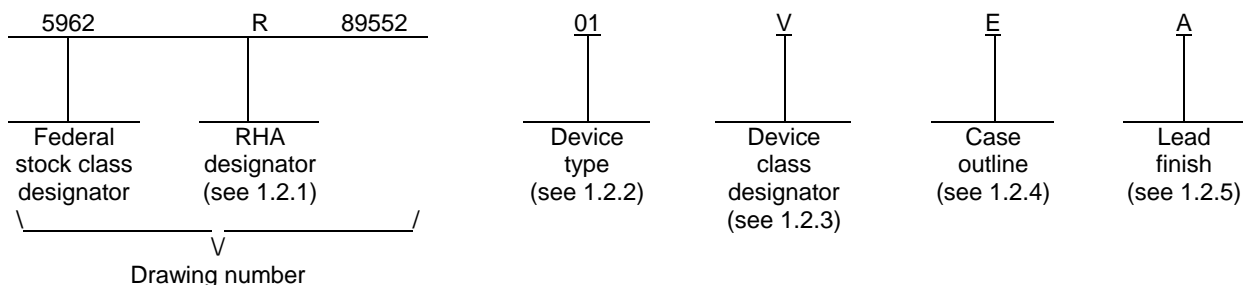 5962 R 89552 01 V E A
Federal stock class designator
RHA designator (see 1.2.1)
Device type (see 1.2.2)
Device class designator (see 1.2.3)
Case outline (see 1.2.4)
Lead finish (see 1.2.5)
\ /
\/
Drawing number